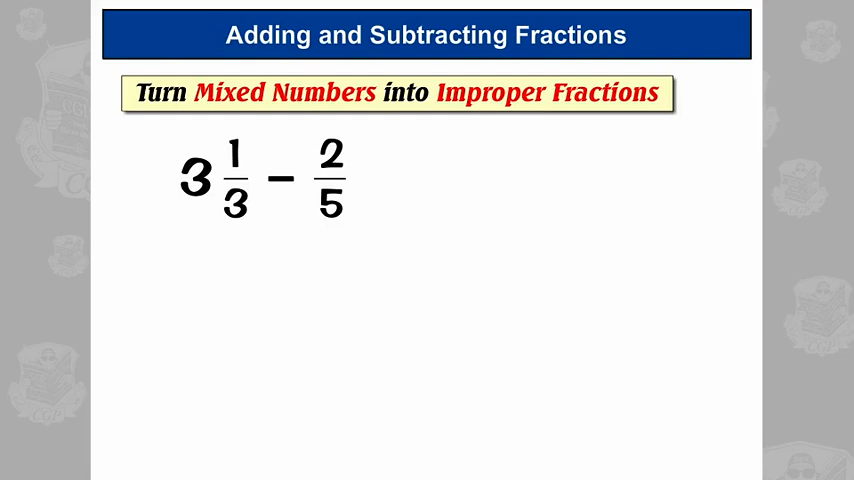 Adding and Subtracting Fractions
Turn Mixed Numbers into Improper Fractions
3 1/3 - 2/5